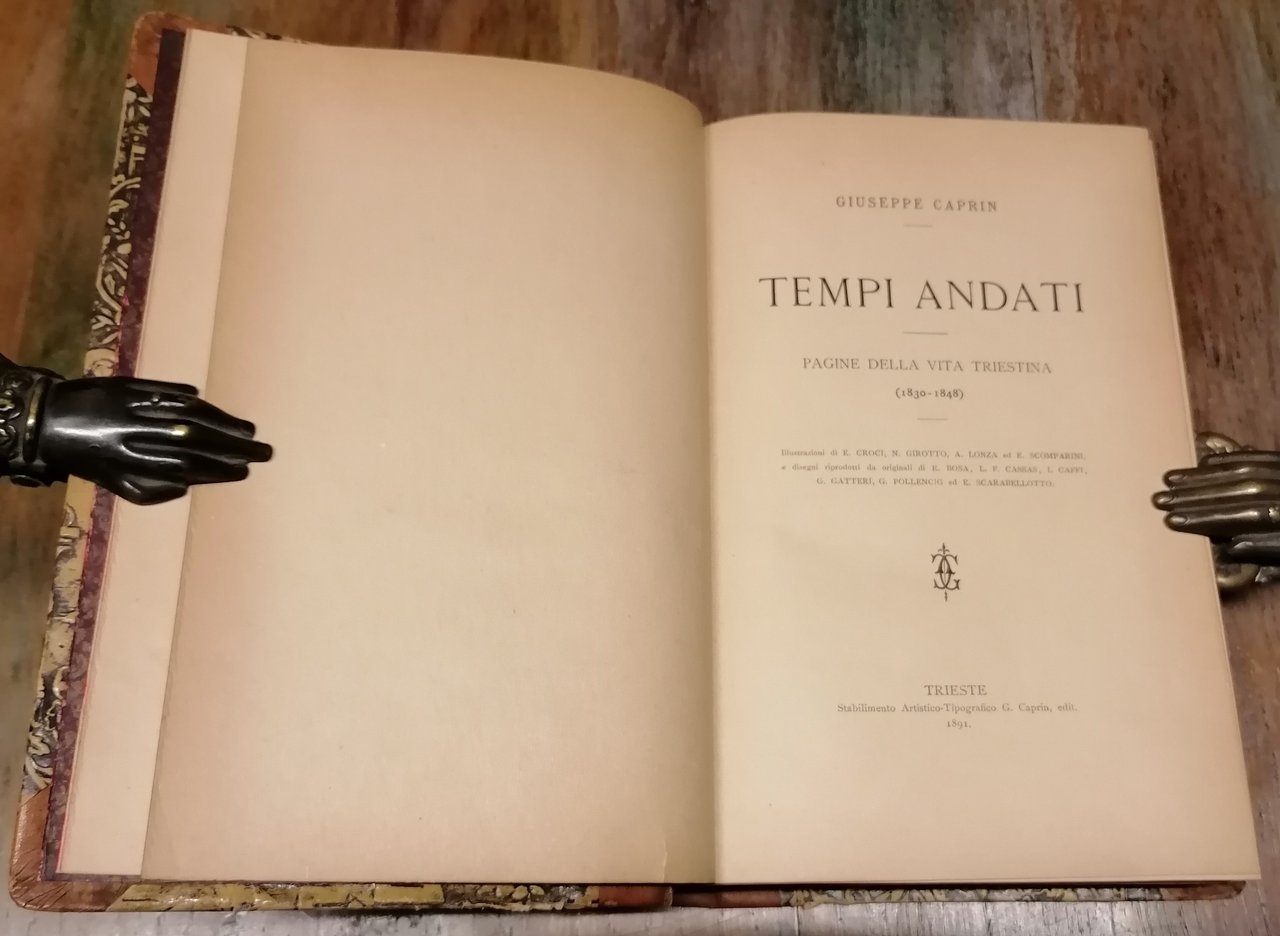 GIUSEPPE CAPRIN
TEMPI ANDATI
PAGINE DELLA VITA TRIESTINA
(1830-1848)
Illustrazioni di E. CROCI, N. GIROTTO, A. LONZA ed E. SCOMPARINI,
e disegni riprodotti da originali di E. BOSA, L. F. CASSAS, I. CAFFI,
G. GATTERI, G. POLLENCIG ed E. SCARABELLOTTO.
TRIESTE
Stabilimento Artistico-Tipografico G. Caprin, edit.
1891.